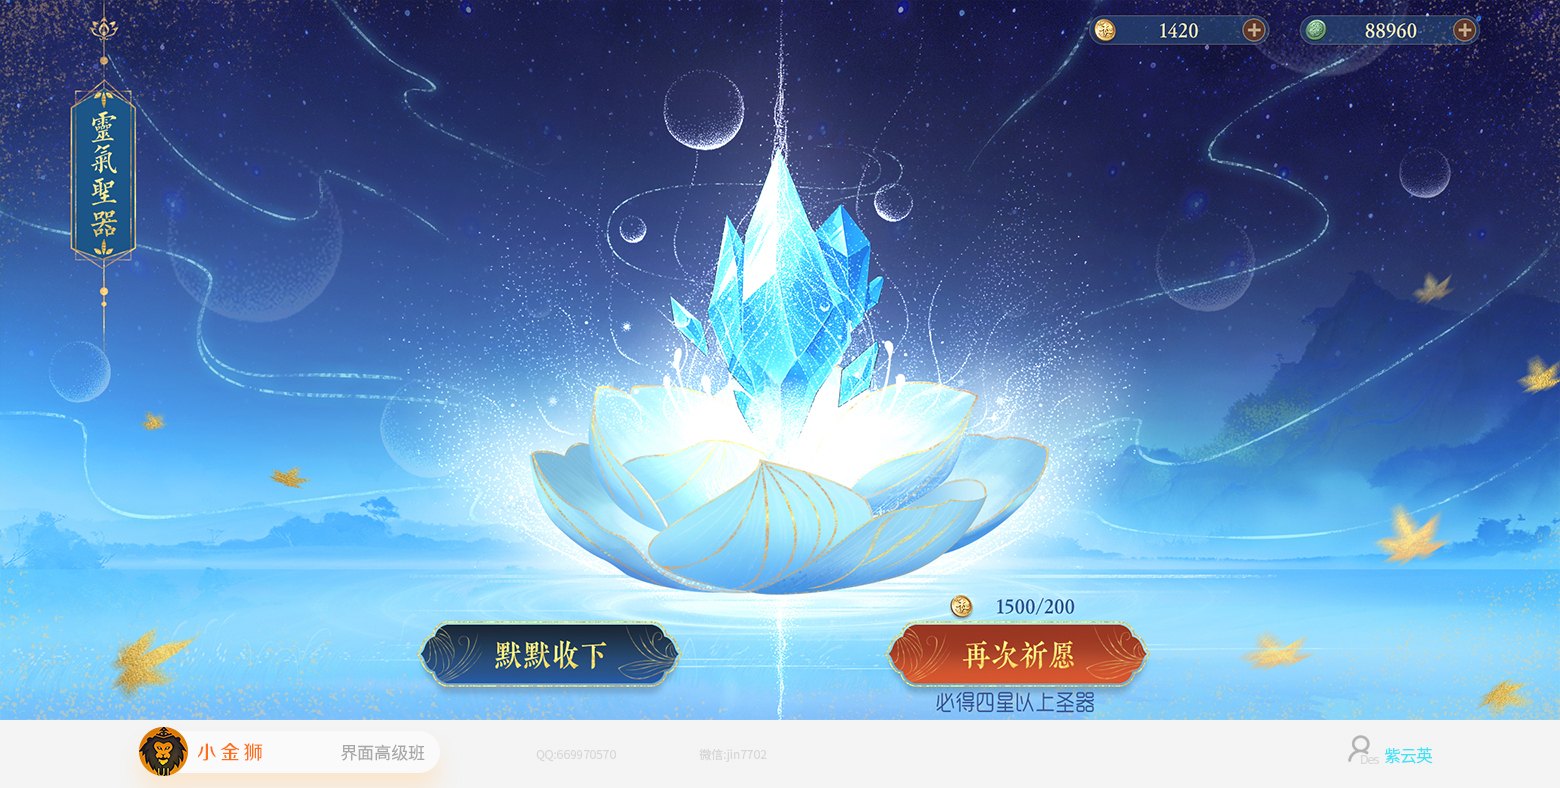 1420
88960
靈氣聖器
1500/200
默默收下
再次祈愿
必得四星以上圣器
小金狮
界面高级班
QQ:669970570
微信:jin7702
Des
紫云英